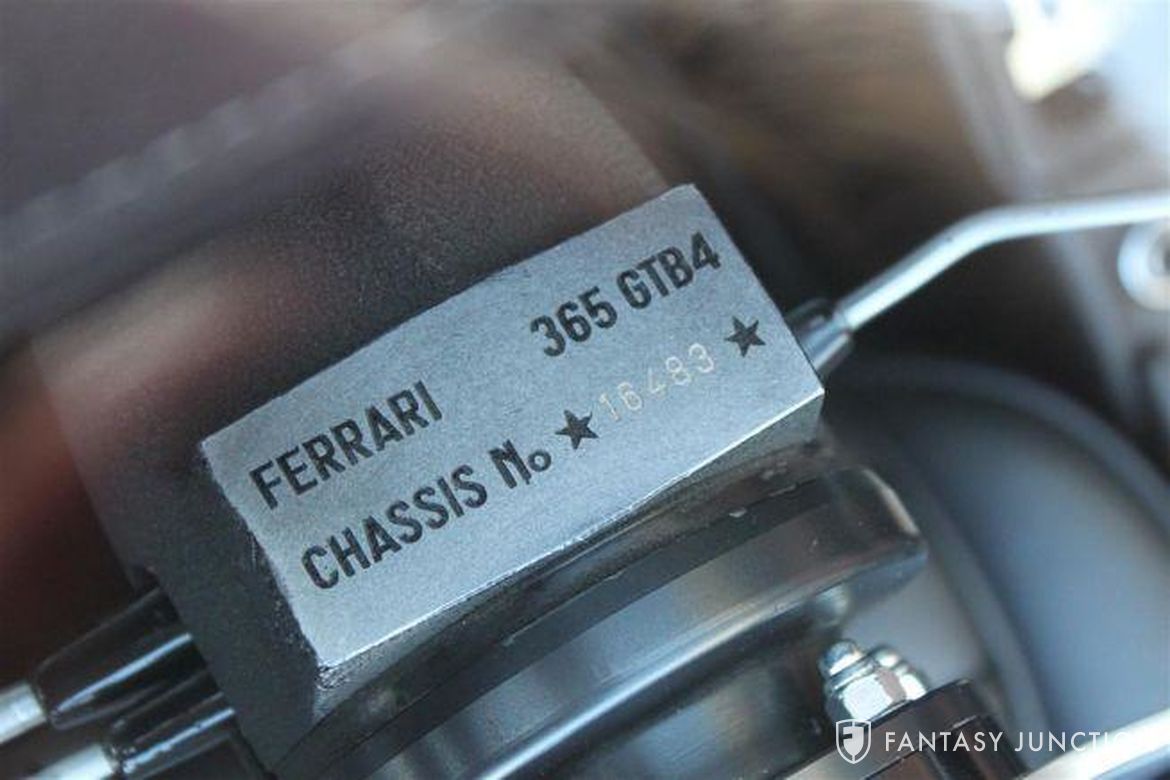 FERRARI 365 GTB4
CHASSIS No ★ 16483 ★
FANTASY JUNCTION